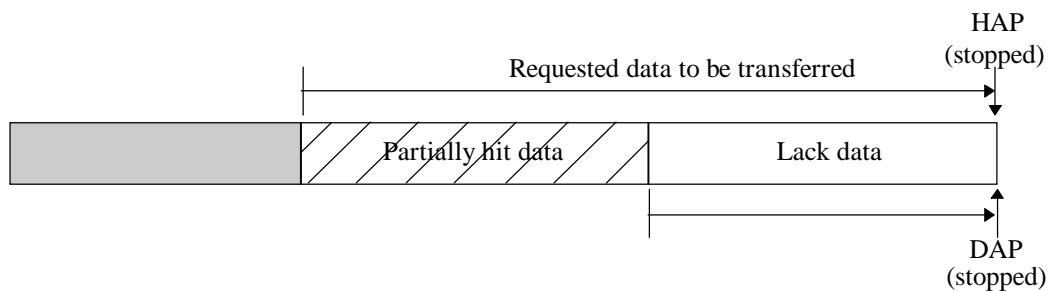 HAP
(stopped)
Requested data to be transferred
Partially hit data
Lack data
DAP
(stopped)